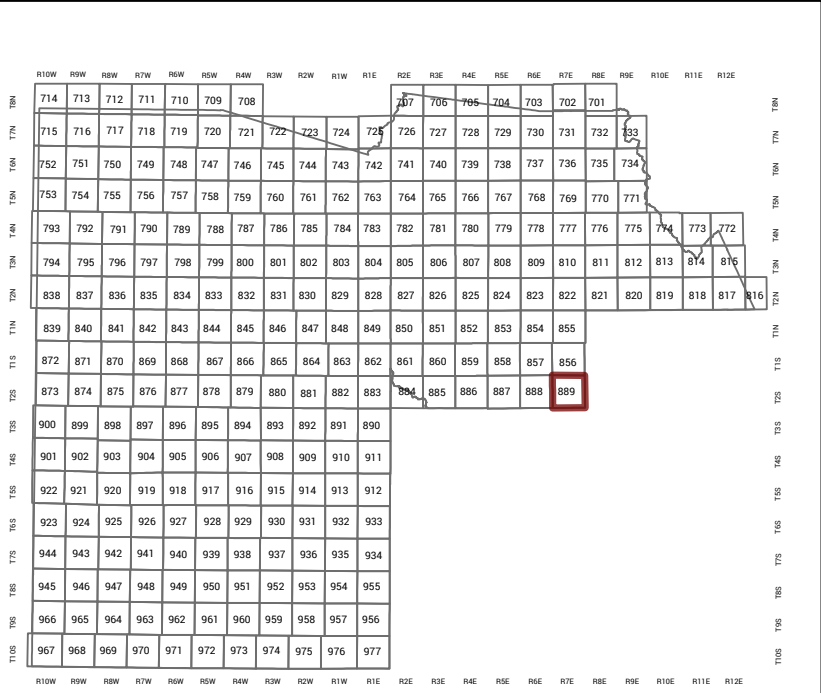 R10W R9W R8W R7W R6W R5W R4W R3W R2W R1W R1E R2E R3E R4E R5E R6E R7E R8E R9E R10E R11E R12E
T8N 714 713 712 711 710 709 708 707 706 705 704 703 702 701 T8N
T7N 715 716 717 718 719 720 721 722 723 724 725 726 727 728 729 730 731 732 733 T7N
T6N 752 751 750 749 748 747 746 745 744 743 742 741 740 739 738 737 736 735 734 T6N
T5N 753 754 755 756 757 758 759 760 761 762 763 764 765 766 767 768 769 770 771 T5N
T4N 793 792 791 790 789 788 787 786 785 784 783 782 781 780 779 778 777 776 775 774 773 772 T4N
T3N 794 795 796 797 798 799 800 801 802 803 804 805 806 807 808 809 810 811 812 813 814 815 T3N
T2N 838 837 836 835 834 833 832 831 830 829 828 827 826 825 824 823 822 821 820 819 818 817 816 T2N
T1N 839 840 841 842 843 844 845 846 847 848 849 850 851 852 853 854 855 T1N
T1S 872 871 870 869 868 867 866 865 864 863 862 861 860 859 858 857 856 T1S
T2S 873 874 875 876 877 878 879 880 881 882 883 884 885 886 887 888 889 T2S
T3S 900 899 898 897 896 895 894 893 892 891 890 T3S
T4S 901 902 903 904 905 906 907 908 909 910 911 T4S
T5S 922 921 920 919 918 917 916 915 914 913 912 T5S
T6S 923 924 925 926 927 928 929 930 931 932 933 T6S
T7S 944 943 942 941 940 939 938 937 936 935 934 T7S
T8S 945 946 947 948 949 950 951 952 953 954 955 T8S
T9S 966 965 964 963 962 961 960 959 958 957 956 T9S
T10S 967 968 969 970 971 972 973 974 975 976 977 T10S
R10W R9W R8W R7W R6W R5W R4W R3W R2W R1W R1E R2E R3E R4E R5E R6E R7E R8E R9E R10E R11E R12E